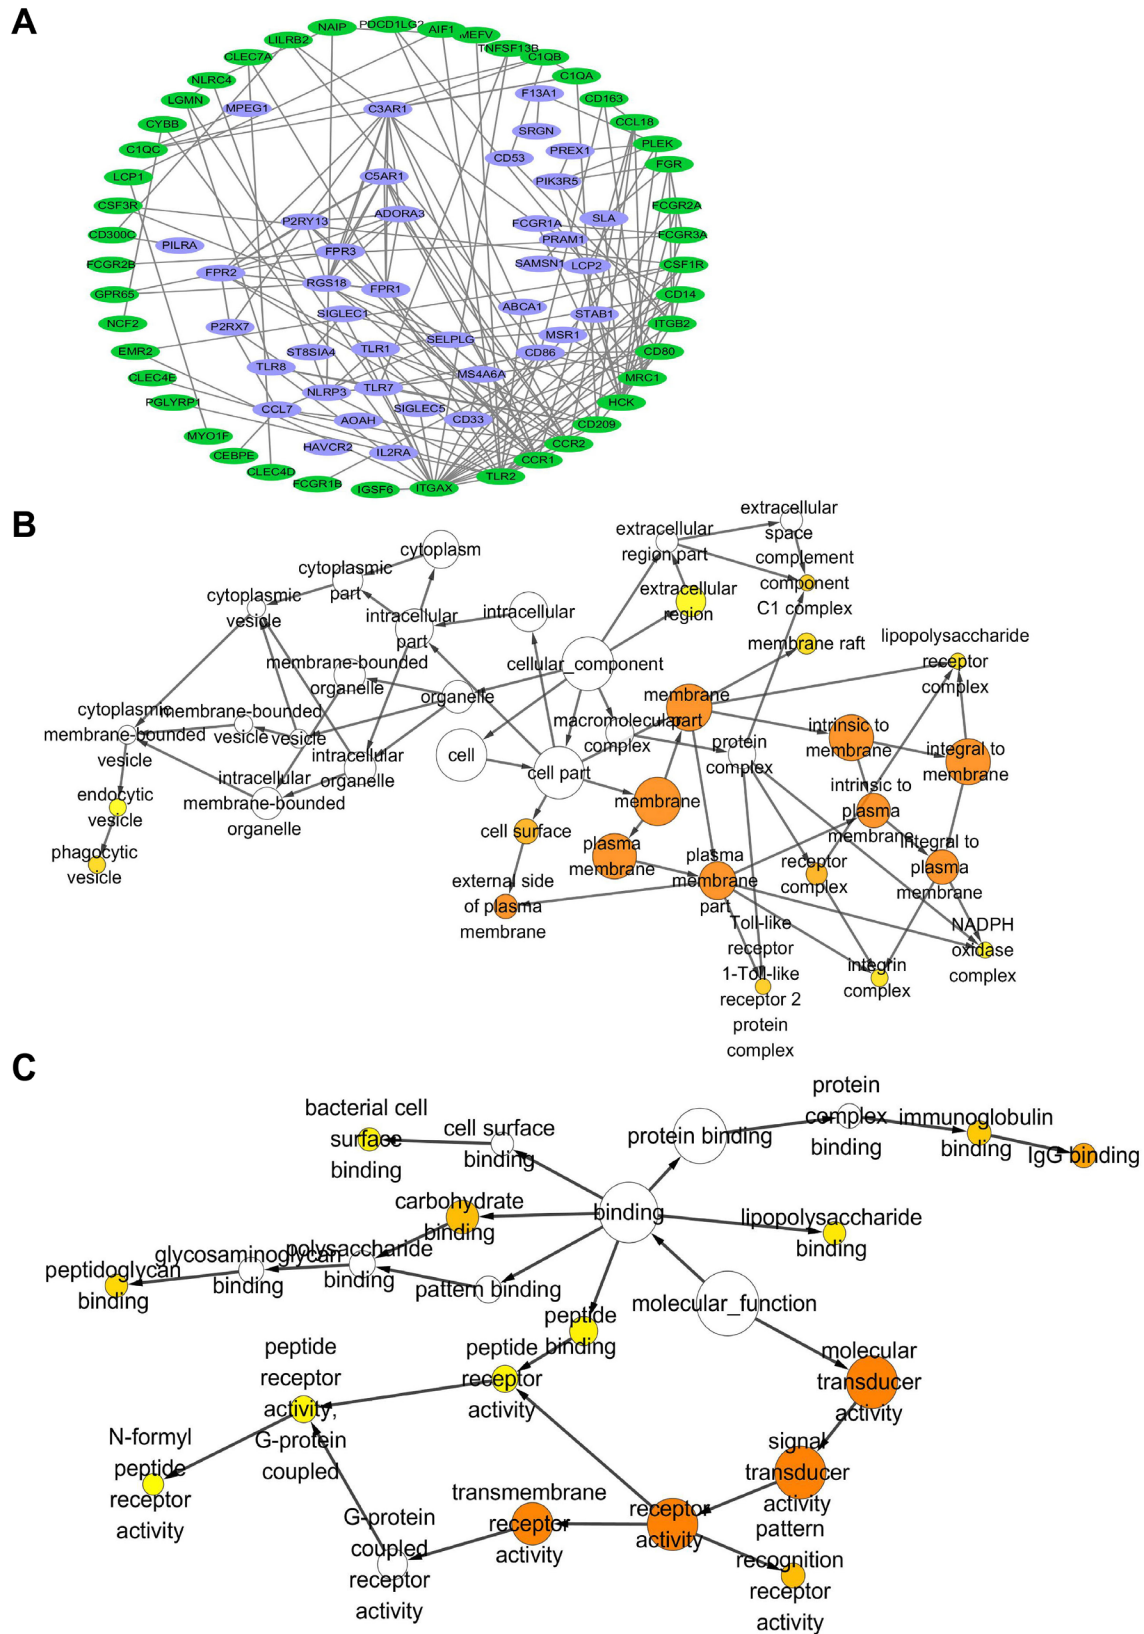 A
NAIP
PDCD1LG2
AIF1
MEFV
LILRB2
TNFSF13B
CLEC7A
C1QB
NLRC4
C1QA
LGMN
MPEG1
C3AR1
F13A1
CD163
CYBB
SRGN
CCL18
C1QC
CD53
PREX1
PLEK
LCP1
C5AR1
PIK3R5
FGR
CSF3R
P2RY13
ADORA3
FCGR1A
SLA
FCGR2A
CD300C
PILRA
FPR3
PRAM1
FCGR3A
FCGR2B
FPR2
RGS18
FPR1
SAMSN1
LCP2
CSF1R
GPR65
SIGLEC1
ABCA1
STAB1
CD14
NCF2
P2RX7
SELPLG
MSR1
ITGB2
EMR2
ST8SIA4
TLR1
CD86
CD80
CLEC4E
TLR8
MS4A6A
MRC1
PGLYRP1
CCL7
NLRP3
TLR7
SIGLEC5
HCK
MYO1F
AOAH
CD33
CD209
CEBPE
HAVCR2
IL2RA
CCR2
CLEC4D
CCR1
FCGR1B
IGSF6
ITGAX
TLR2
B
cytoplasm
cytoplasmic
part
cytoplasmic
vesicle
intracellular
part
intracellular
extracellular
region part
extracellular
space
complement
component
C1 complex
extracellular
region
membrane raft
lipopolysaccharide
receptor
complex
membrane-bounded
organelle
organelle
cellular_component
cytoplasmic
membrane-bounded
vesicle
membrane-bounded
vesicle
vesicle
intracellular
organelle
cell
cell part
macromolecular
complex
membrane
part
protein
complex
intrinsic to
membrane
integral to
membrane
intracellular
membrane-bounded
organelle
endocytic
vesicle
phagocytic
vesicle
cell surface
membrane
plasma
membrane
plasma
membrane
part
intrinsic to
plasma
membrane
receptor
complex
integral to
plasma
membrane
external side
of plasma
membrane
Toll-like
receptor
1-Toll-like
receptor 2
protein
complex
integrin
complex
NADPH
oxidase
complex
C
bacterial cell
surface
binding
cell surface
binding
protein binding
protein
complex
binding
immunoglobulin
binding
IgG binding
carbohydrate
binding
binding
lipopolysaccharide
binding
peptidoglycan
binding
glycosaminoglycan
binding
polysaccharide
binding
pattern binding
molecular_function
peptide
binding
peptide
receptor
activity
peptide
receptor
activity,
G-protein
coupled
N-formyl
peptide
receptor
activity
molecular
transducer
activity
signal
transducer
activity
G-protein
coupled
receptor
activity
transmembrane
receptor
activity
receptor
activity
pattern
recognition
receptor
activity